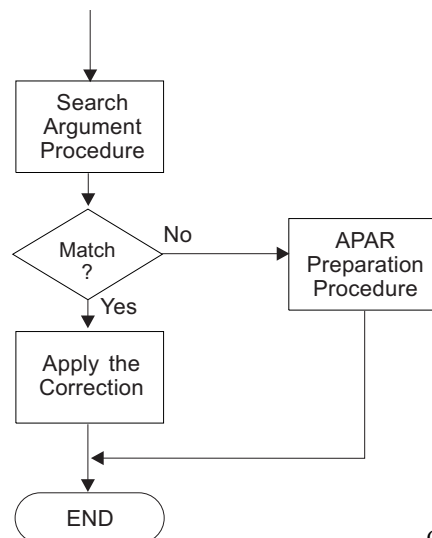 Search
Argument
Procedure
Match
?
No
APAR
Preparation
Procedure
Yes
Apply the
Correction
END